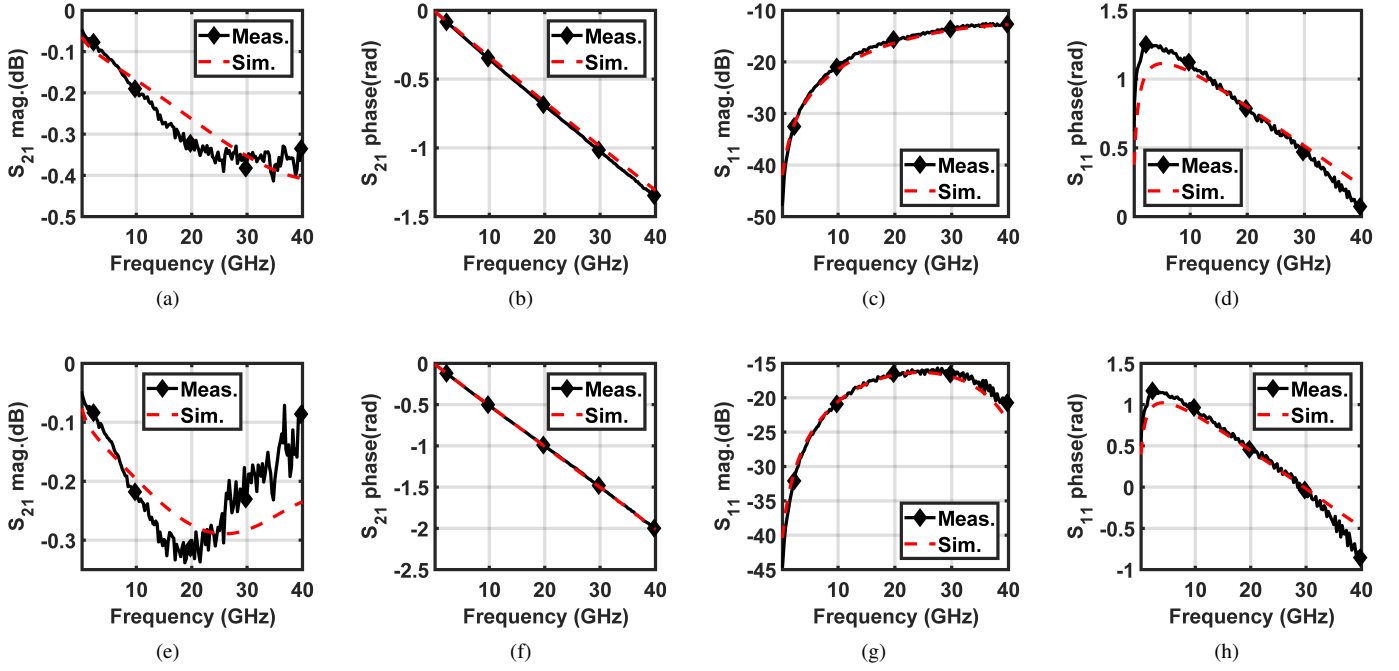 S21 mag.(dB)
0
-0.1
-0.2
-0.3
-0.4
-0.5
10 20 30 40
Frequency (GHz)
Meas.
Sim.
(a)
S21 phase(rad)
0
-0.5
-1
-1.5
10 20 30 40
Frequency (GHz)
Meas.
Sim.
(b)
S11 mag.(dB)
-10
-20
-30
-40
-50
10 20 30 40
Frequency (GHz)
Meas.
Sim.
(c)
S11 phase(rad)
1.5
1
0.5
0
10 20 30 40
Frequency (GHz)
Meas.
Sim.
(d)
S21 mag.(dB)
0
-0.1
-0.2
-0.3
10 20 30 40
Frequency (GHz)
Meas.
Sim.
(e)
S21 phase(rad)
0
-0.5
-1
-1.5
-2
-2.5
10 20 30 40
Frequency (GHz)
Meas.
Sim.
(f)
S11 mag.(dB)
-15
-20
-25
-30
-35
-40
-45
10 20 30 40
Frequency (GHz)
Meas.
Sim.
(g)
S11 phase(rad)
1.5
1
0.5
0
-0.5
-1
10 20 30 40
Frequency (GHz)
Meas.
Sim.
(h)